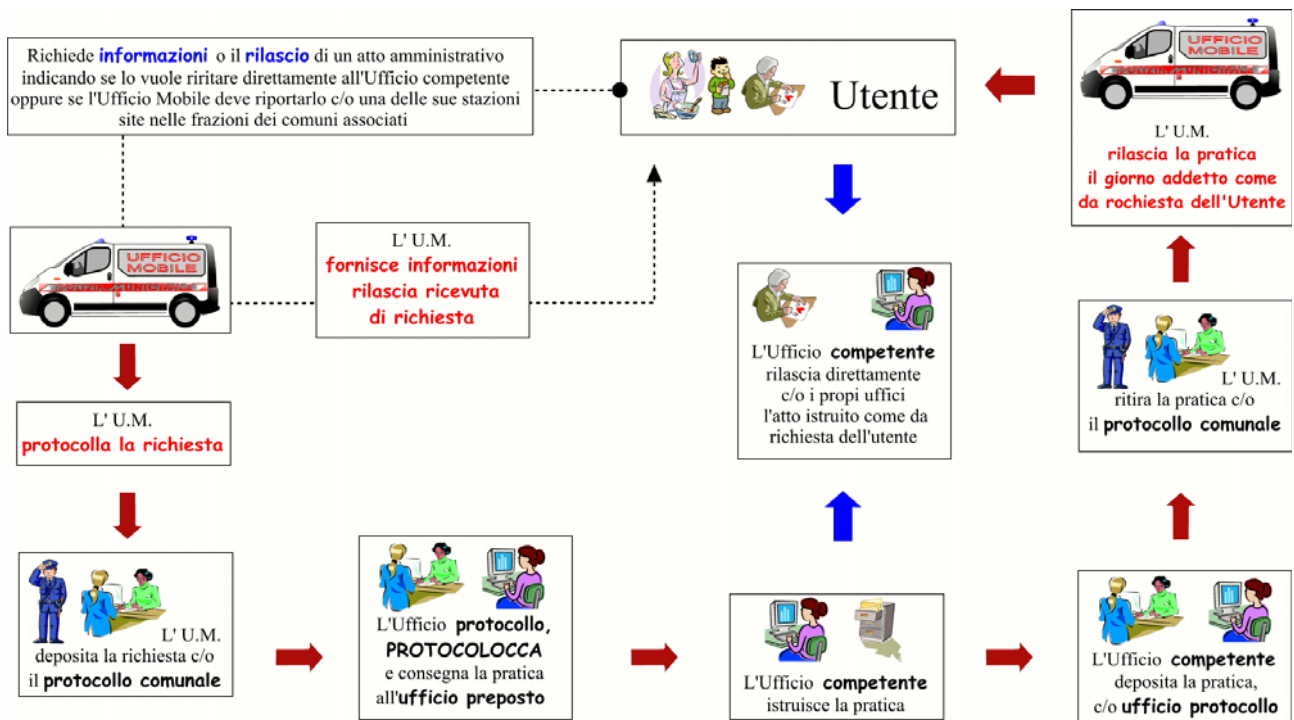 Richiede informazioni o il rilascio di un atto amministrativo
indicando se lo vuole riritare direttamente all'Ufficio competente
oppure se l'Ufficio Mobile deve riportarlo c/o una delle sue stazioni
site nelle frazioni dei comuni associati
Utente
UFFICIO
MOBILE
L' U.M.
rilascia la pratica
il giorno addetto come
da rochiesta dell'Utente
UFFICIO
MOBILE
L' U.M.
fornisce informazioni
rilascia ricevuta
di richiesta
L'Ufficio competente
rilascia direttamente
c/o i propi uffici
l'atto istruito come da
richiesta dell'utente
L' U.M.
ritira la pratica c/o
il protocollo comunale
L' U.M.
protocolla la richiesta
L' U.M.
deposita la richiesta c/o
il protocollo comunale
L'Ufficio protocollo,
PROTOCOLOCCA
e consegna la pratica
all'ufficio preposto
L'Ufficio competente
istruisce la pratica
L'Ufficio competente
deposita la pratica,
c/o ufficio protocollo